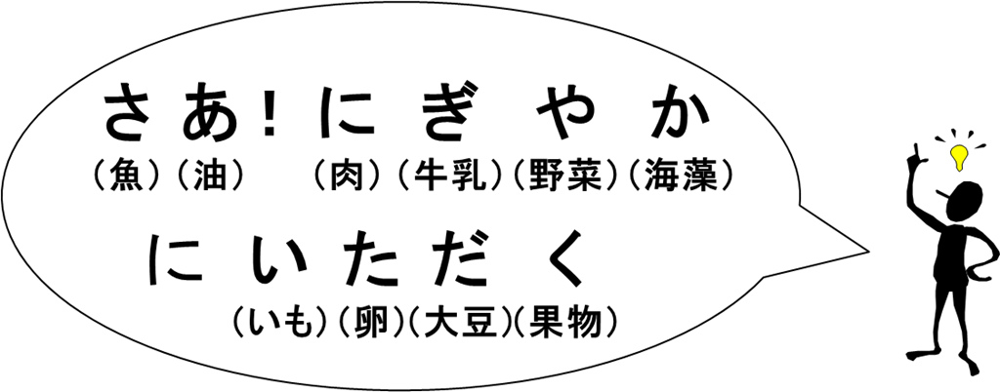 さあ！にぎやか
（魚）（油）（肉）（牛乳）（野菜）（海藻）
にいただく
（いも）（卵）（大豆）（果物）